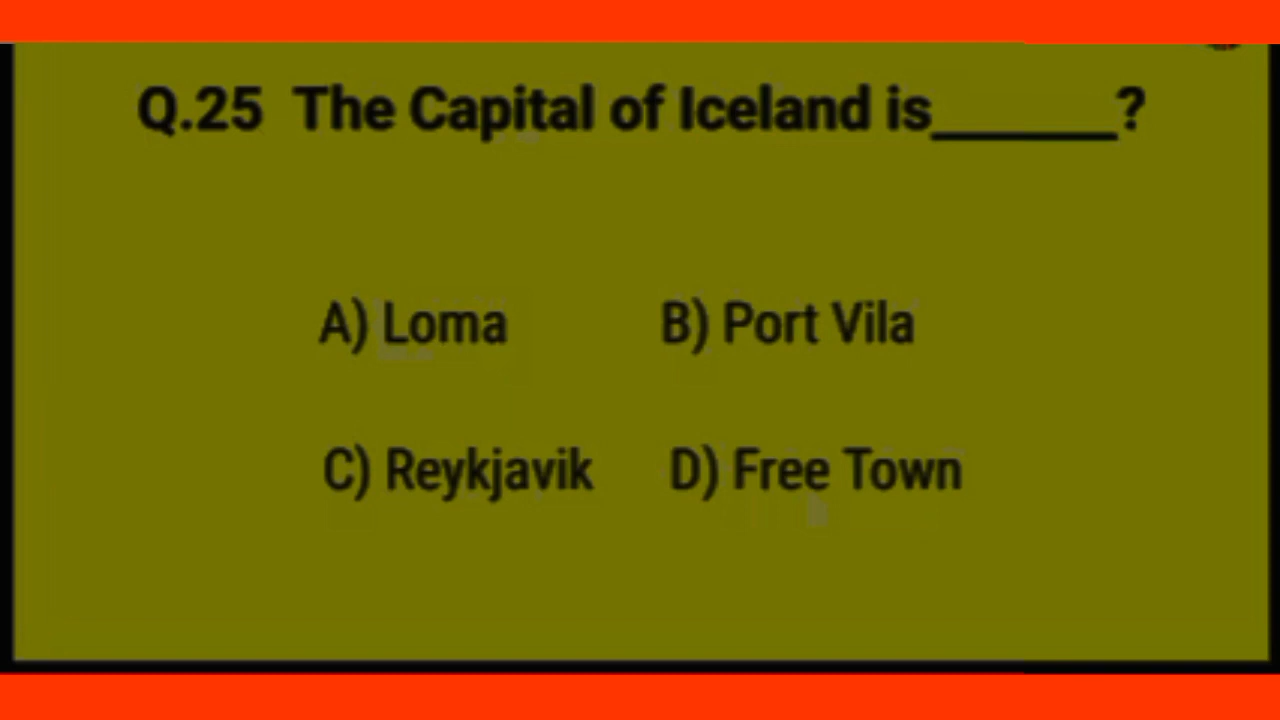 Q.25 The Capital of Iceland is______?
A) Loma B) Port Vila
C) Reykjavik D) Free Town